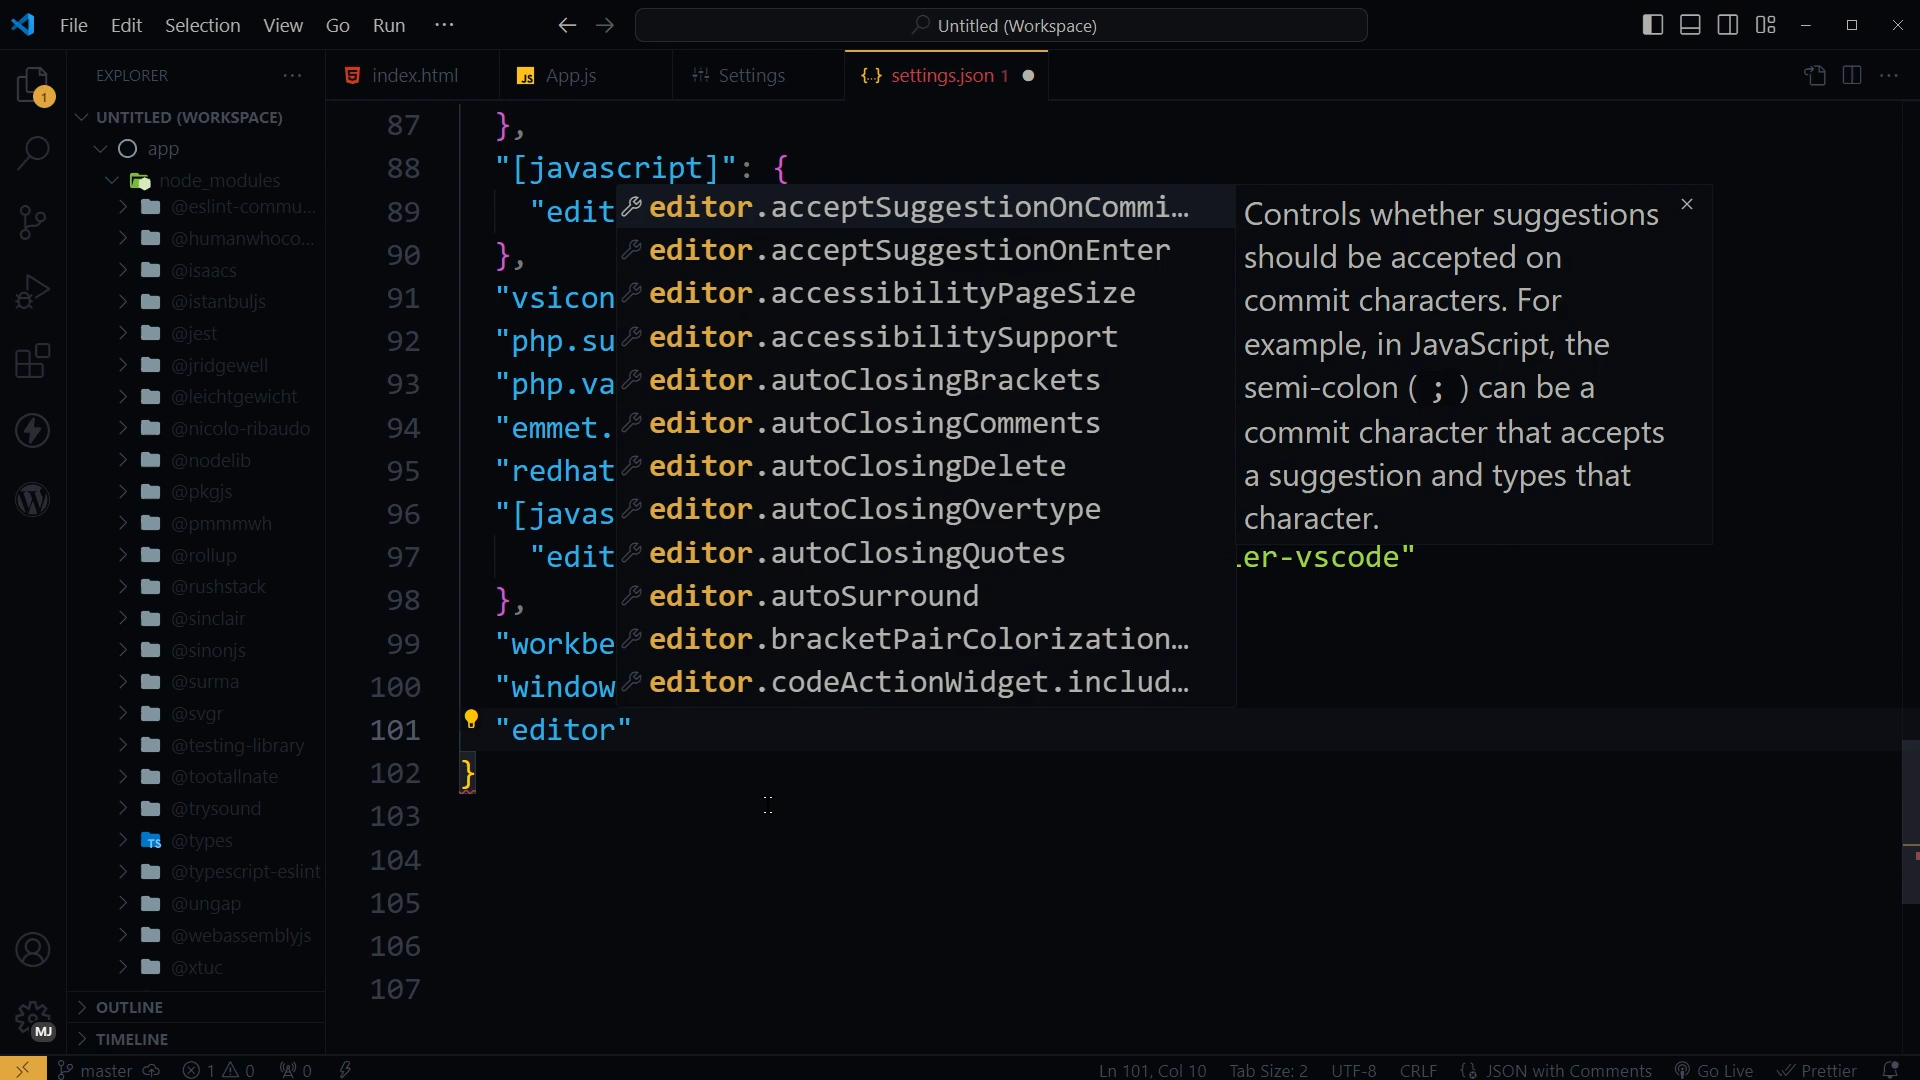 File Edit Selection View Go Run ···
Untitled (Workspace)
EXPLORER ···
index.html
App.js
Settings
{..} settings.json 1
1
UNTITLED (WORKSPACE)
app
node_modules
@eslint-commu...
@humanwhoco...
@isaacs
@istanbuljs
@jest
@jridgewell
@leichtgewicht
@nicolo-ribaudo
@nodelib
@pkgjs
@pmmmwh
@rollup
@rushstack
@sinclair
@sinonjs
@surma
@svgr
@testing-library
@tootallnate
@trysound
TS @types
@typescript-eslint
@ungap
@webassemblyjs
@xtuc
OUTLINE
TIMELINE
MJ
87 },
88 "[javascript]": {
89 "edit
90 },
91 "vsicon
92 "php.su
93 "php.va
94 "emmet.
95 "redhat
96 "[javas
97 "edit
er-vscode"
98 },
99 "workbe
100 "window
101 "editor"
102 }
103
104
105
106
107
editor.acceptSuggestionOnCommi…
editor.acceptSuggestionOnEnter
editor.accessibilityPageSize
editor.accessibilitySupport
editor.autoClosingBrackets
editor.autoClosingComments
editor.autoClosingDelete
editor.autoClosingOvertype
editor.autoClosingQuotes
editor.autoSurround
editor.bracketPairColorization…
editor.codeActionWidget.includ…
Controls whether suggestions
should be accepted on
commit characters. For
example, in JavaScript, the
semi-colon ( ; ) can be a
commit character that accepts
a suggestion and types that
character.
master 1 0 0
Ln 101, Col 10 Tab Size: 2 UTF-8 CRLF {} JSON with Comments Go Live Prettier